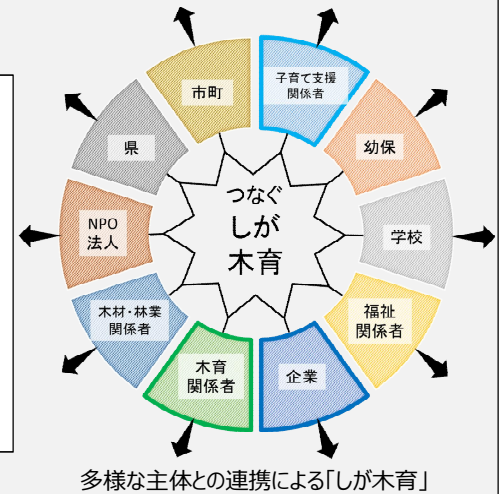 市町
子育て支援
関係者
幼保
学校
福祉
関係者
企業
木育
関係者
木材・林業
関係者
NPO
法人
県
つなぐ
しが
木育
多様な主体との連携による「しが木育」